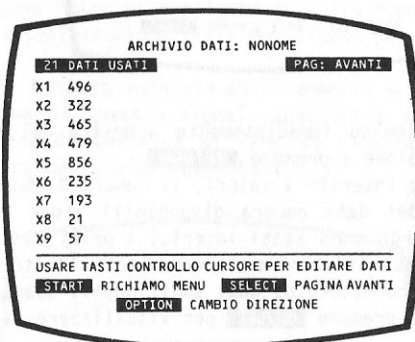 ARCHIVIO DATI: NONOME
21 DATI USATI PAG: AVANTI
X1 496
X2 322
X3 465
X4 479
X5 856
X6 235
X7 193
X8 21
X9 57
USARE TASTI CONTROLLO CURSORE PER EDITARE DATI
START RICHIAMO MENU SELECT PAGINA AVANTI
OPTION CAMBIO DIREZIONE